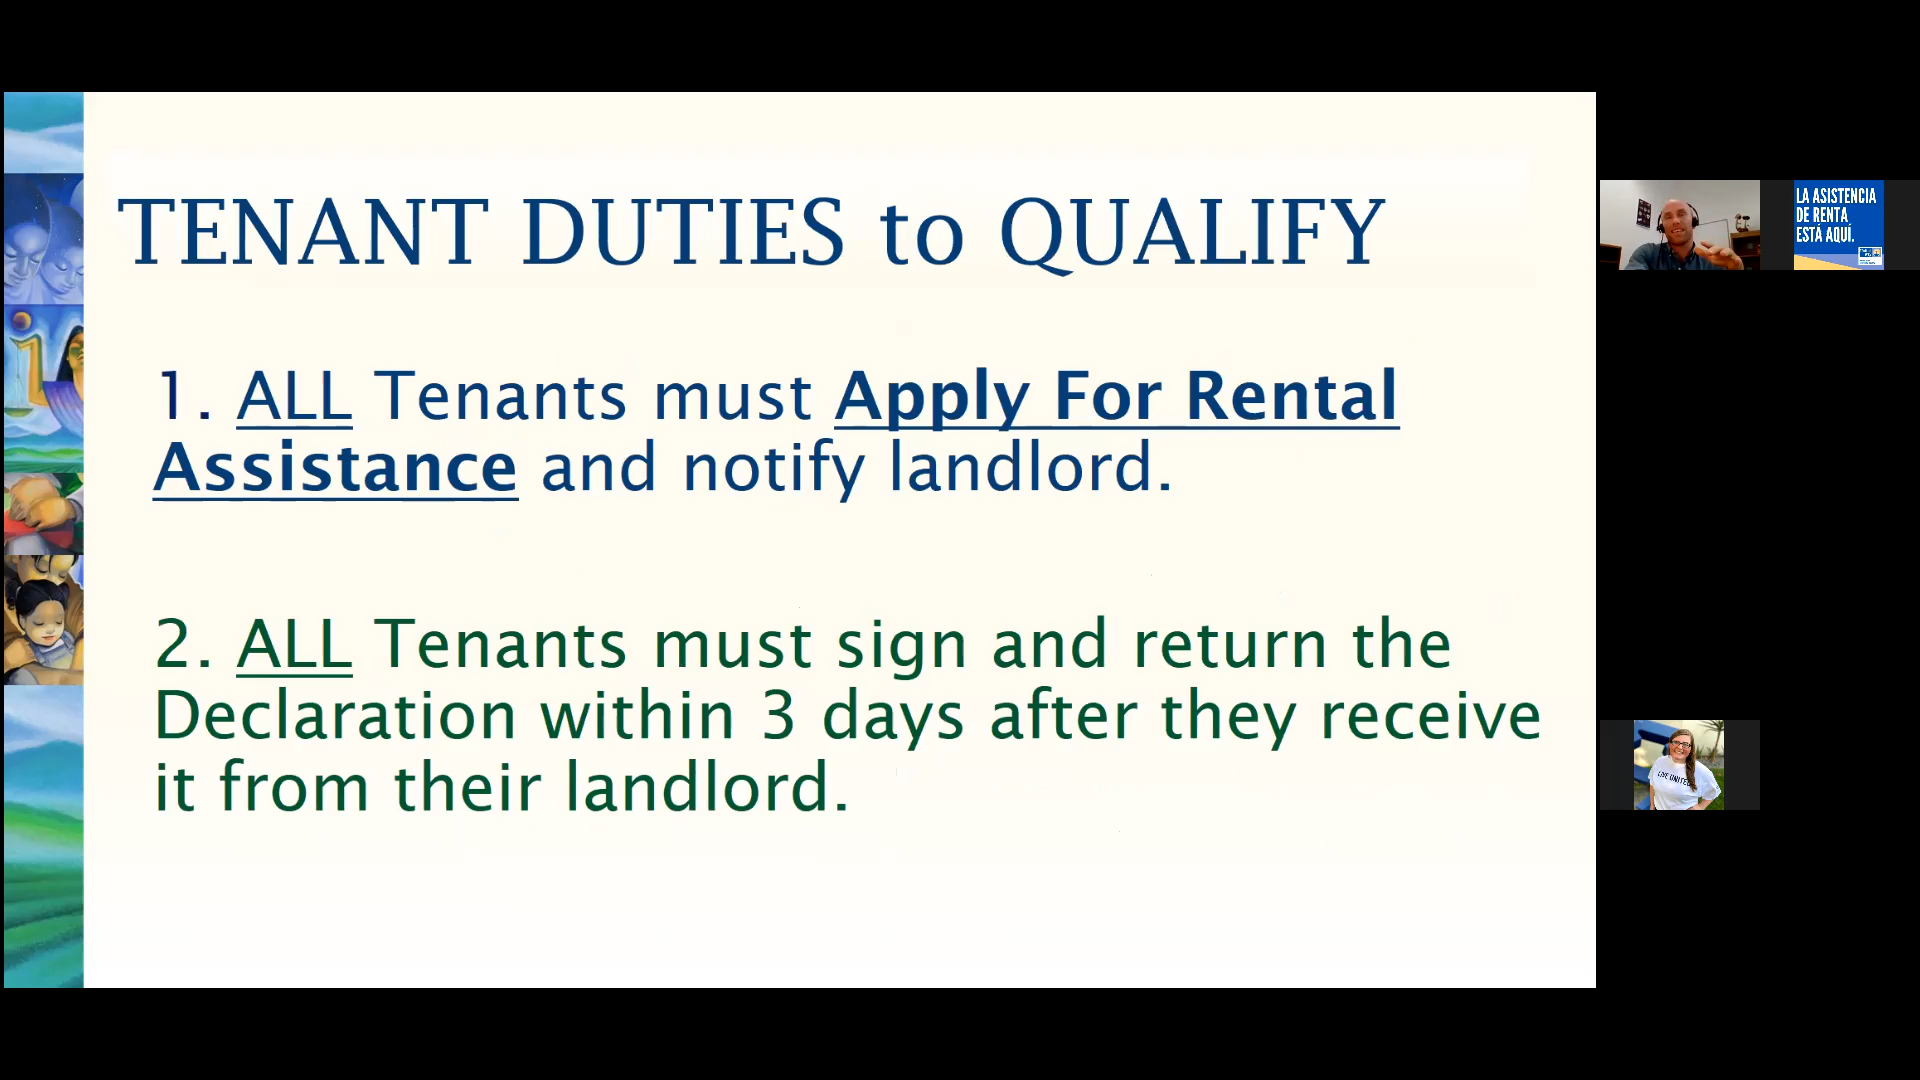 TENANT DUTIES to QUALIFY
1. ALL Tenants must Apply For Rental
Assistance and notify landlord.
2. ALL Tenants must sign and return the
Declaration within 3 days after they receive
it from their landlord.
LA ASISTENCIA
DE RENTA
ESTÁ AQUÍ.
LIVE UNITED